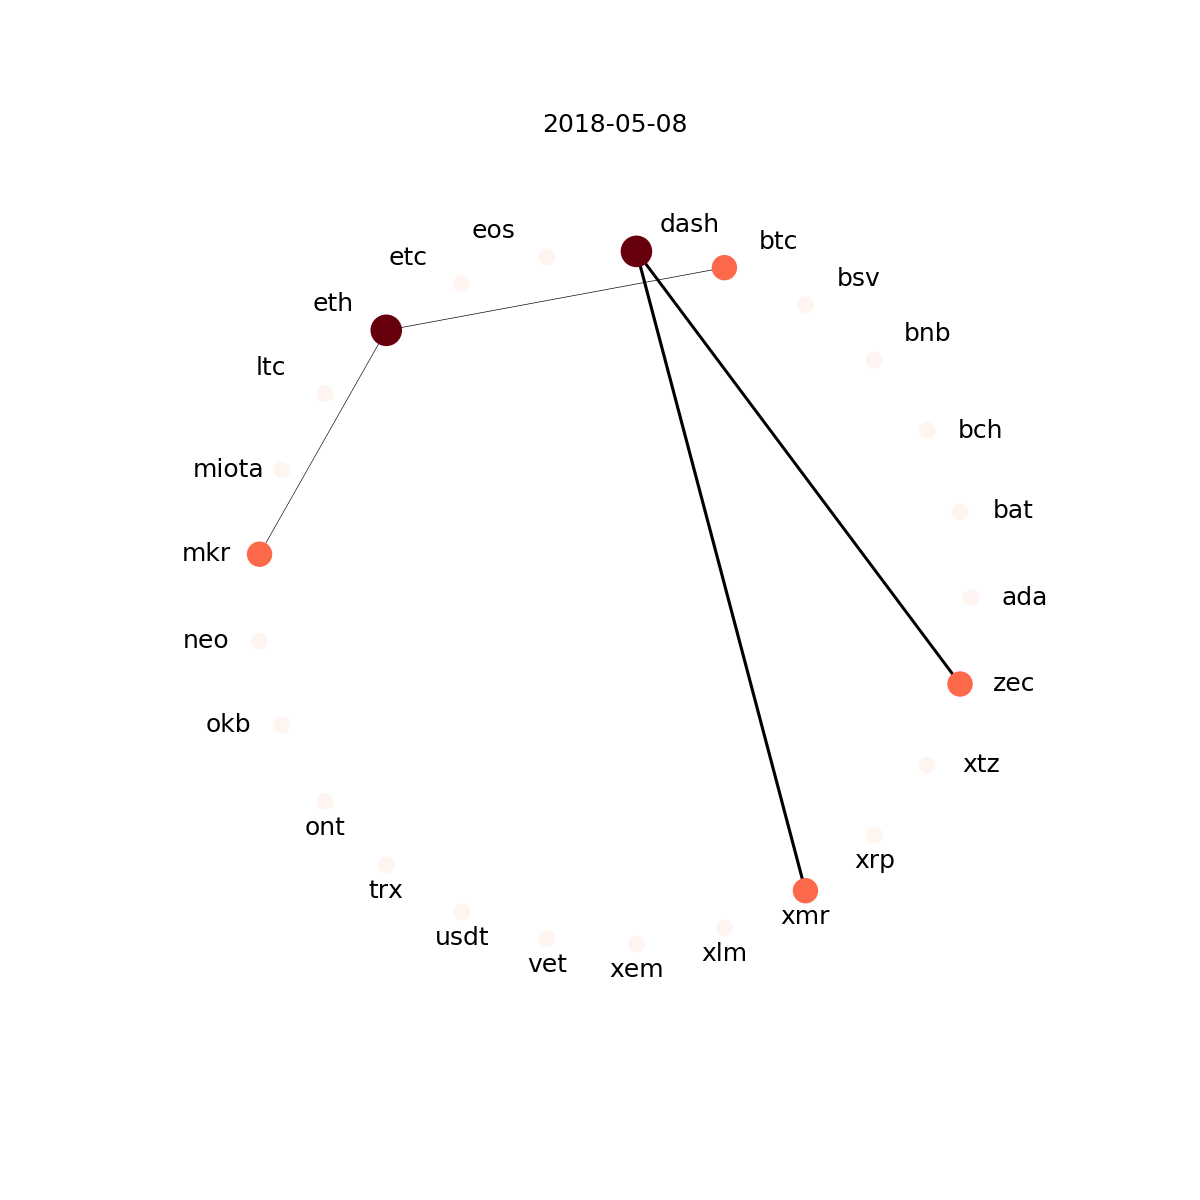 2018-05-08
dash
eos
btc
etc
bsv
eth
bnb
ltc
bch
miota
bat
mkr
ada
neo
zec
okb
xtz
ont
xrp
trx
xmr
usdt
xlm
vet
xem